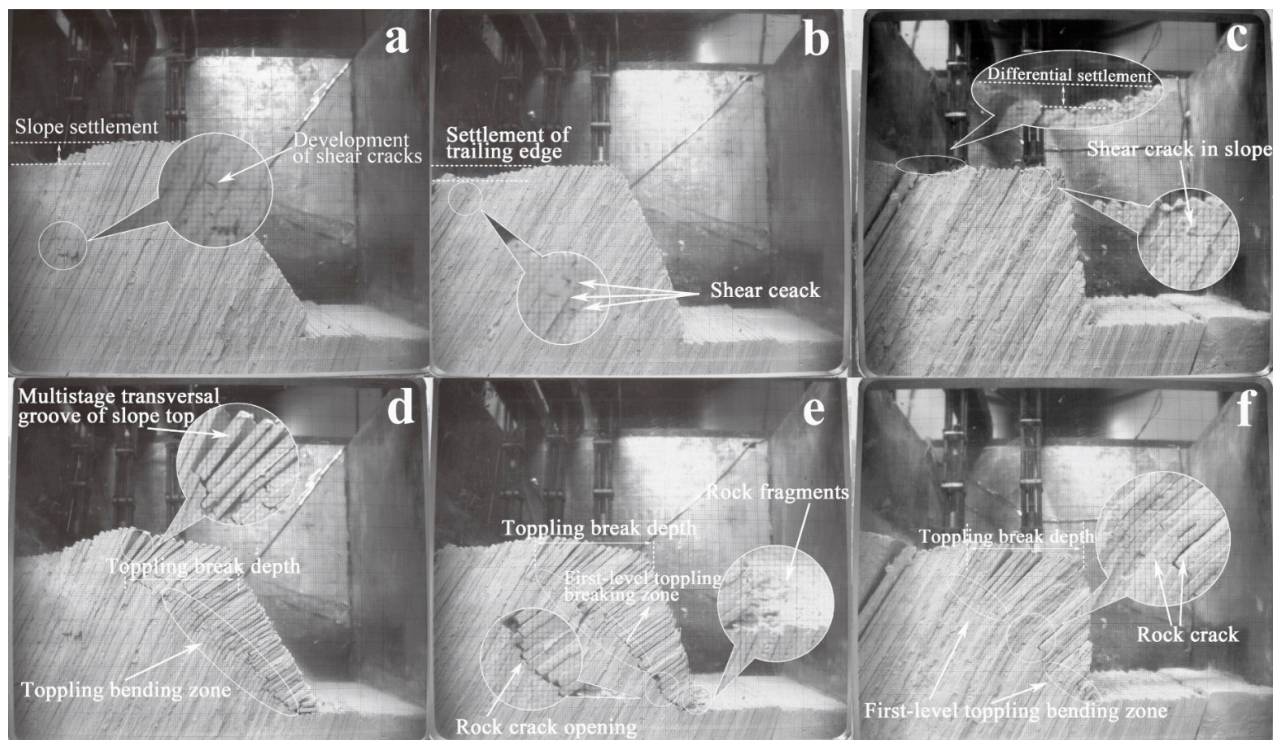 a
Slope settlement
Development
of shear cracks
b
Settlement of
trailing edge
Shear ceack
c
Differential settlement
Shear crack in slope
d
Multistage transversal
groove of slope top
Toppling break depth
Toppling bending zone
e
Rock fragments
Toppling break depth
First-level toppling
breaking zone
Rock crack opening
f
Toppling break depth
Rock crack
First-level toppling bending zone